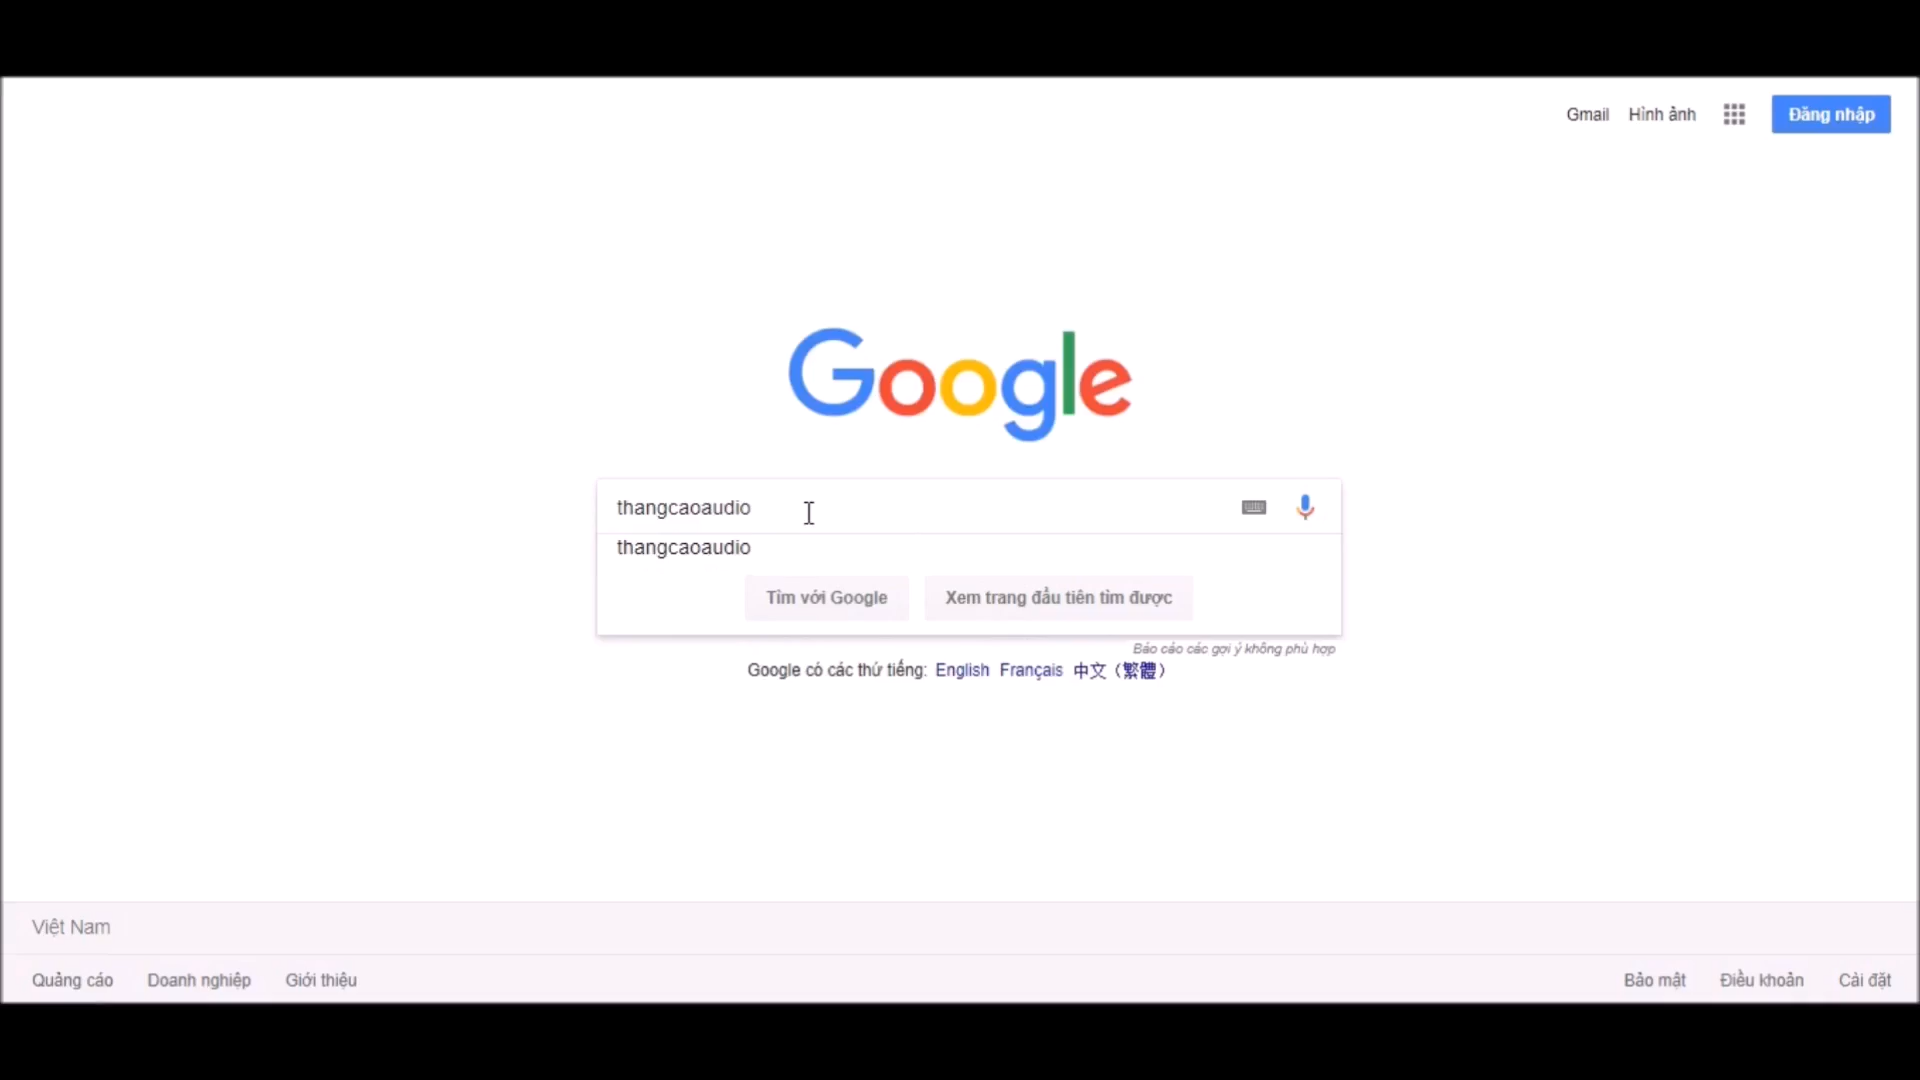 Gmail Hình ảnh Đăng nhập
Google
thangcaoaudio
thangcaoaudio
Tìm với Google Xem trang đầu tiên tìm được
Báo cáo các gợi ý không phù hợp
Google có các thứ tiếng: English Français 中文（繁體）
Việt Nam
Quảng cáo Doanh nghiệp Giới thiệu Bảo mật Điều khoản Cài đặt